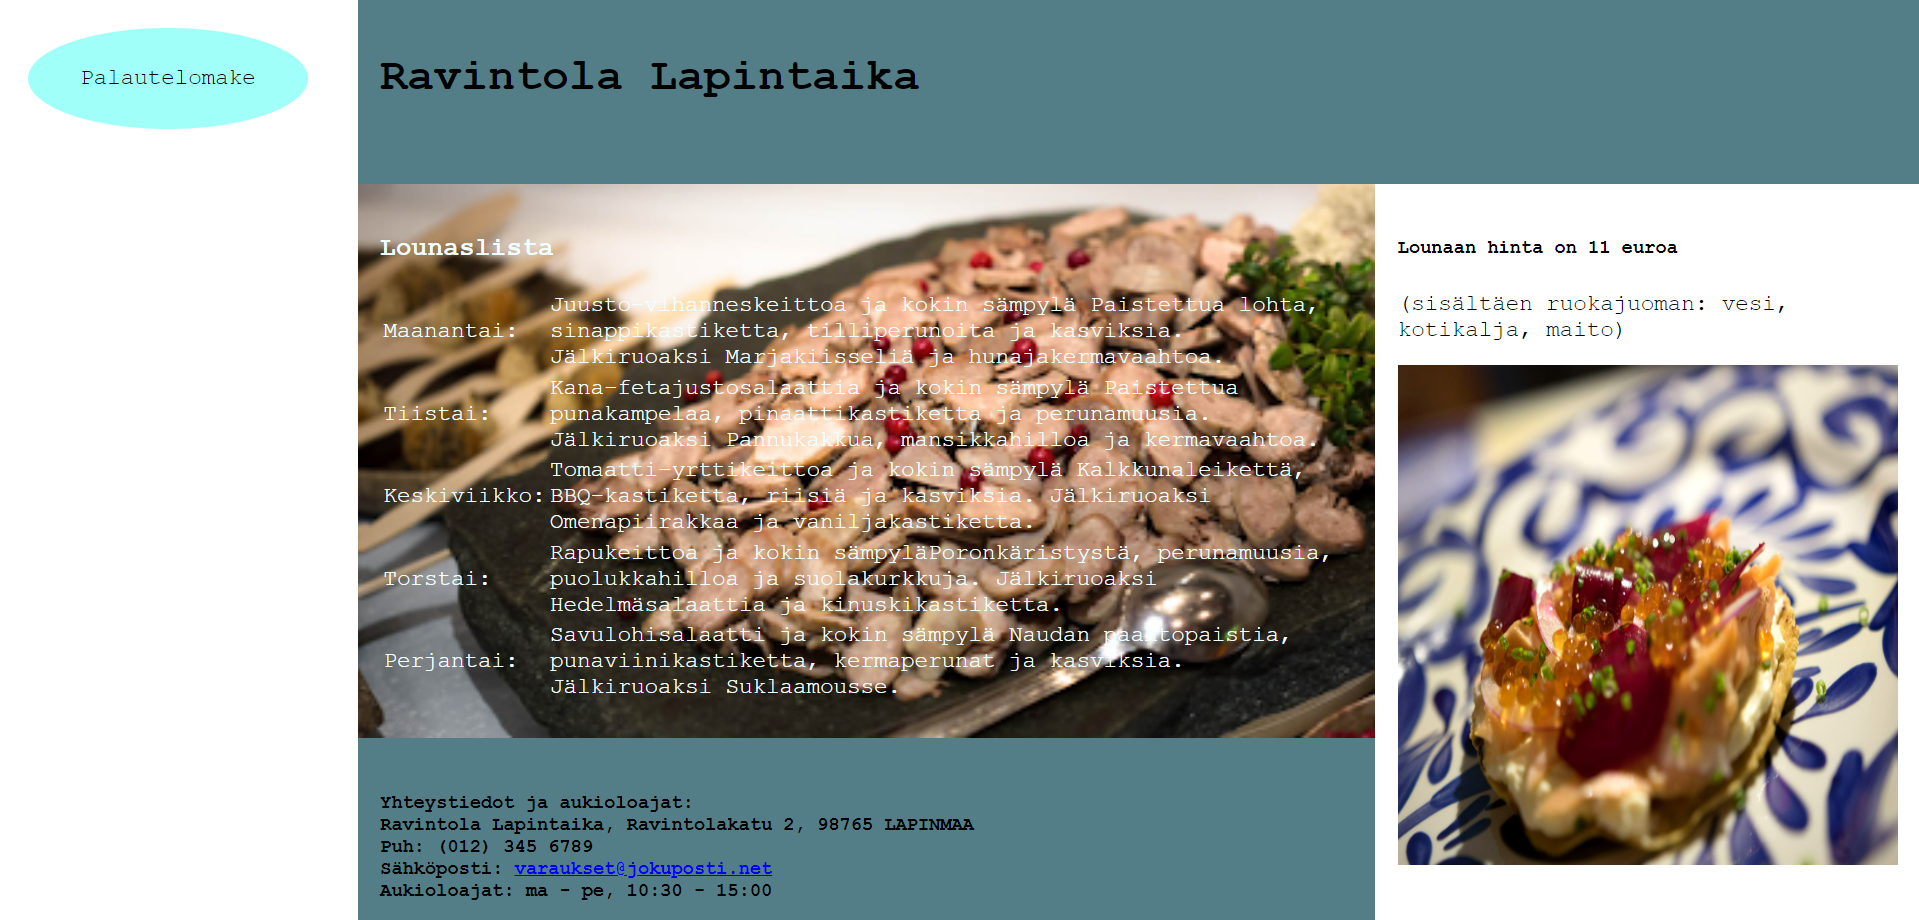 Palautelomake
Ravintola Lapintaika
Lounaslista
Maanantai:
Juusto-vihanneskeittoa ja kokin sämpylä Paistettua lohta,
sinappikastiketta, tilliperunoita ja kasviksia.
Jälkiruoaksi Marjakiisseliä ja hunajakermavaahtoa.
Tiistai:
Kana-fetajustosalaattia ja kokin sämpylä Paistettua
punakampelaa, pinaattikastiketta ja perunamuusia.
Jälkiruoaksi Pannukakkua, mansikkahilloa ja kermavaahtoa.
Keskiviikko:
Tomaatti-yrttikeittoa ja kokin sämpylä Kalkkunaleikettä,
BBQ-kastiketta, riisiä ja kasviksia. Jälkiruoaksi
Omenapiirakkaa ja vaniljakastiketta.
Torstai:
Rapukeittoa ja kokin sämpyläPoronkäristystä, perunamuusia,
puolukkahilloa ja suolakurkkuja. Jälkiruoaksi
Hedelmäsalaattia ja kinuskikastiketta.
Perjantai:
Savulohisalaatti ja kokin sämpylä Naudan paahtopaistia,
punaviinikastiketta, kermaperunat ja kasviksia.
Jälkiruoaksi Suklaamousse.
Lounaan hinta on 11 euroa
(sisältäen ruokajuoman: vesi,
kotikalja, maito)
Yhteystiedot ja aukioloajat:
Ravintola Lapintaika, Ravintolakatu 2, 98765 LAPINMAA
Puh: (012) 345 6789
Sähköposti: varaukset@jokuposti.net
Aukioloajat: ma - pe, 10:30 - 15:00